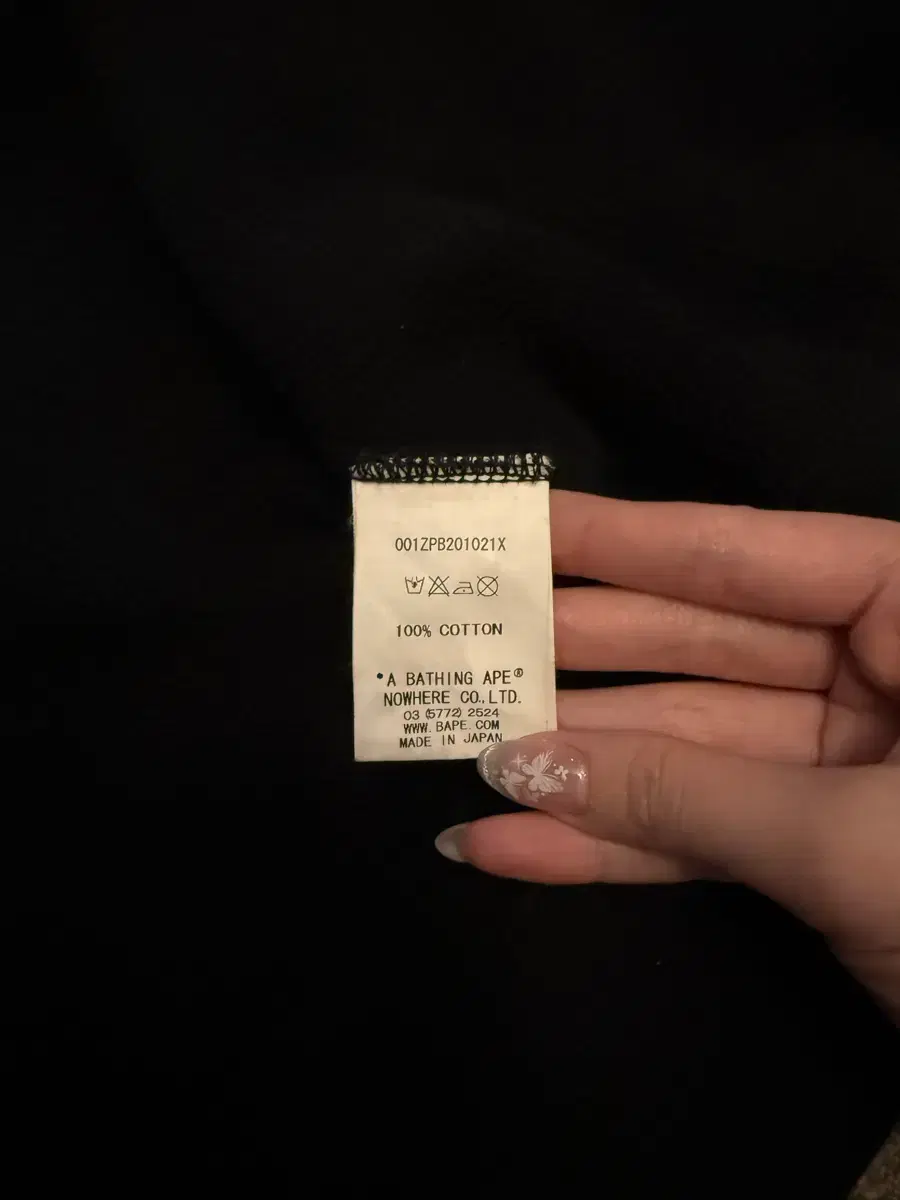 001ZPB201021X
100% COTTON
•A BATHING APE®
NOWHERE CO.,LTD.
03 (5772) 2524
WWW.BAPE.COM
MADE IN JAPAN